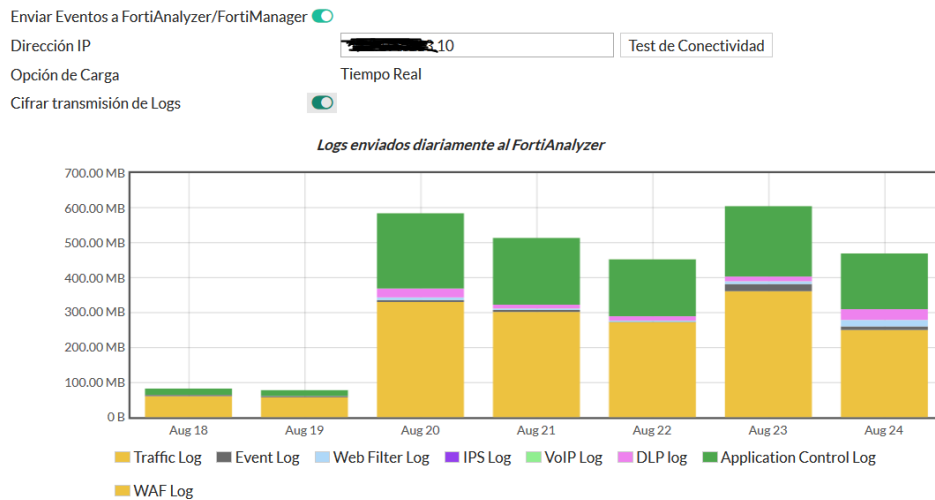 Enviar Eventos a FortiAnalyzer/FortiManager
Dirección IP 3.10 Test de Conectividad
Opción de Carga Tiempo Real
Cifrar transmisión de Logs
Logs enviados diariamente al FortiAnalyzer
700.00 MB
600.00 MB
500.00 MB
400.00 MB
300.00 MB
200.00 MB
100.00 MB
0 B
Aug 18 Aug 19 Aug 20 Aug 21 Aug 22 Aug 23 Aug 24
Traffic Log Event Log Web Filter Log IPS Log VoIP Log DLP log Application Control Log
WAF Log